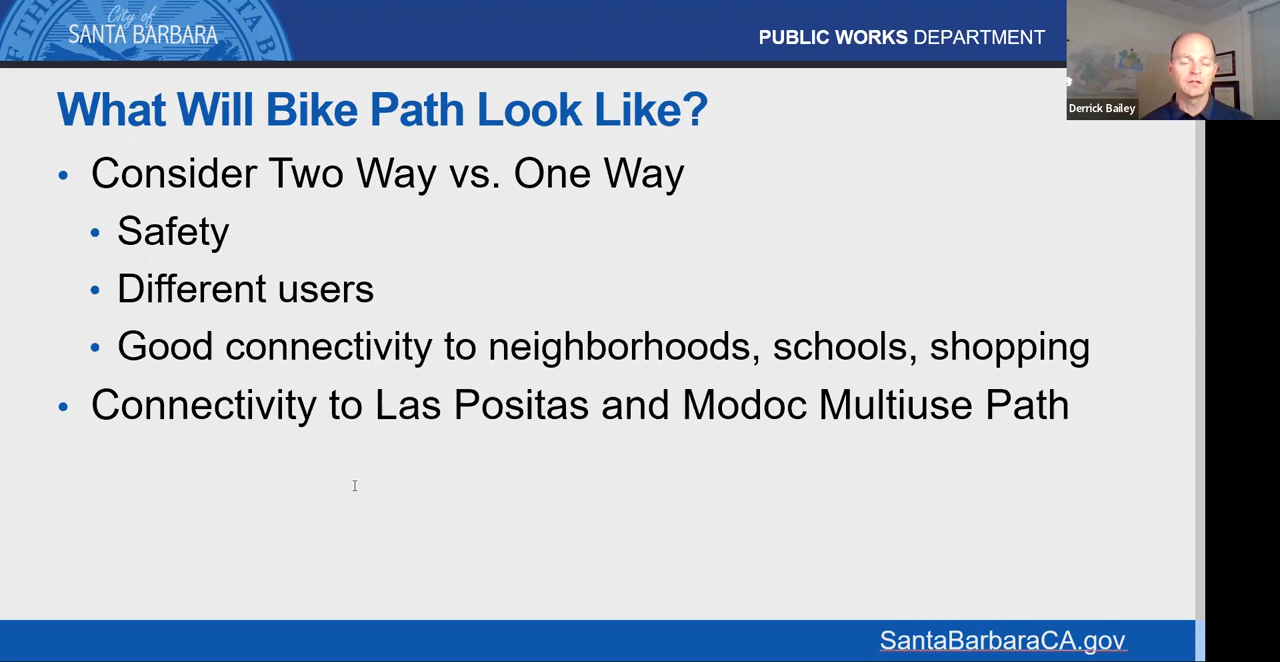 City of
SANTA BARBARA
PUBLIC WORKS DEPARTMENT
Derrick Bailey
What Will Bike Path Look Like?
• Consider Two Way vs. One Way
• Safety
• Different users
• Good connectivity to neighborhoods, schools, shopping
• Connectivity to Las Positas and Modoc Multiuse Path
SantaBarbaraCA.gov